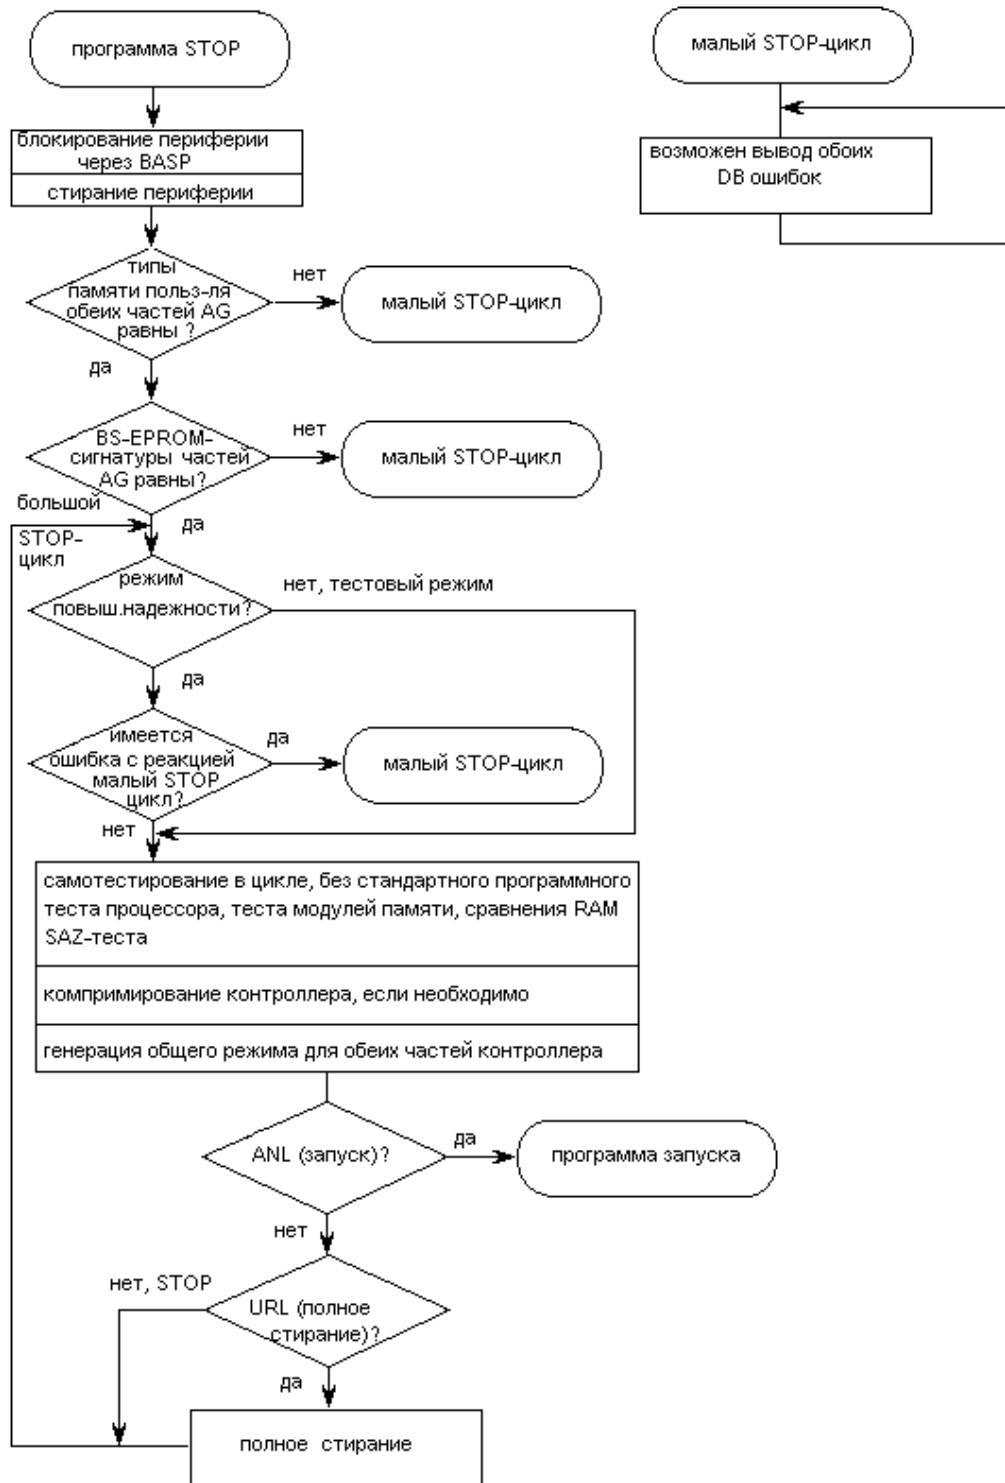 программа STOP
малый STOP-цикл
блокирование периферии
через BASP
стирание периферии
возможен вывод обоих
DB ошибок
типы
памяти польз-ля
обеих частей AG
равны ?
нет
малый STOP-цикл
да
BS-EPROM-
сигнатуры частей
AG равны?
нет
малый STOP-цикл
большой
STOP-
цикл
да
режим
повыш.надежности?
нет, тестовый режим
да
имеется
ошибка с реакцией
малый STOP
цикл?
да
малый STOP-цикл
нет
самотестирование в цикле, без стандартного программного
теста процессора, теста модулей памяти, сравнения RAM
SAZ-теста
компримирование контроллера, если необходимо
генерация общего режима для обеих частей контроллера
ANL (запуск)?
да
программа запуска
нет
нет, STOP
URL (полное
стирание)?
да
полное стирание